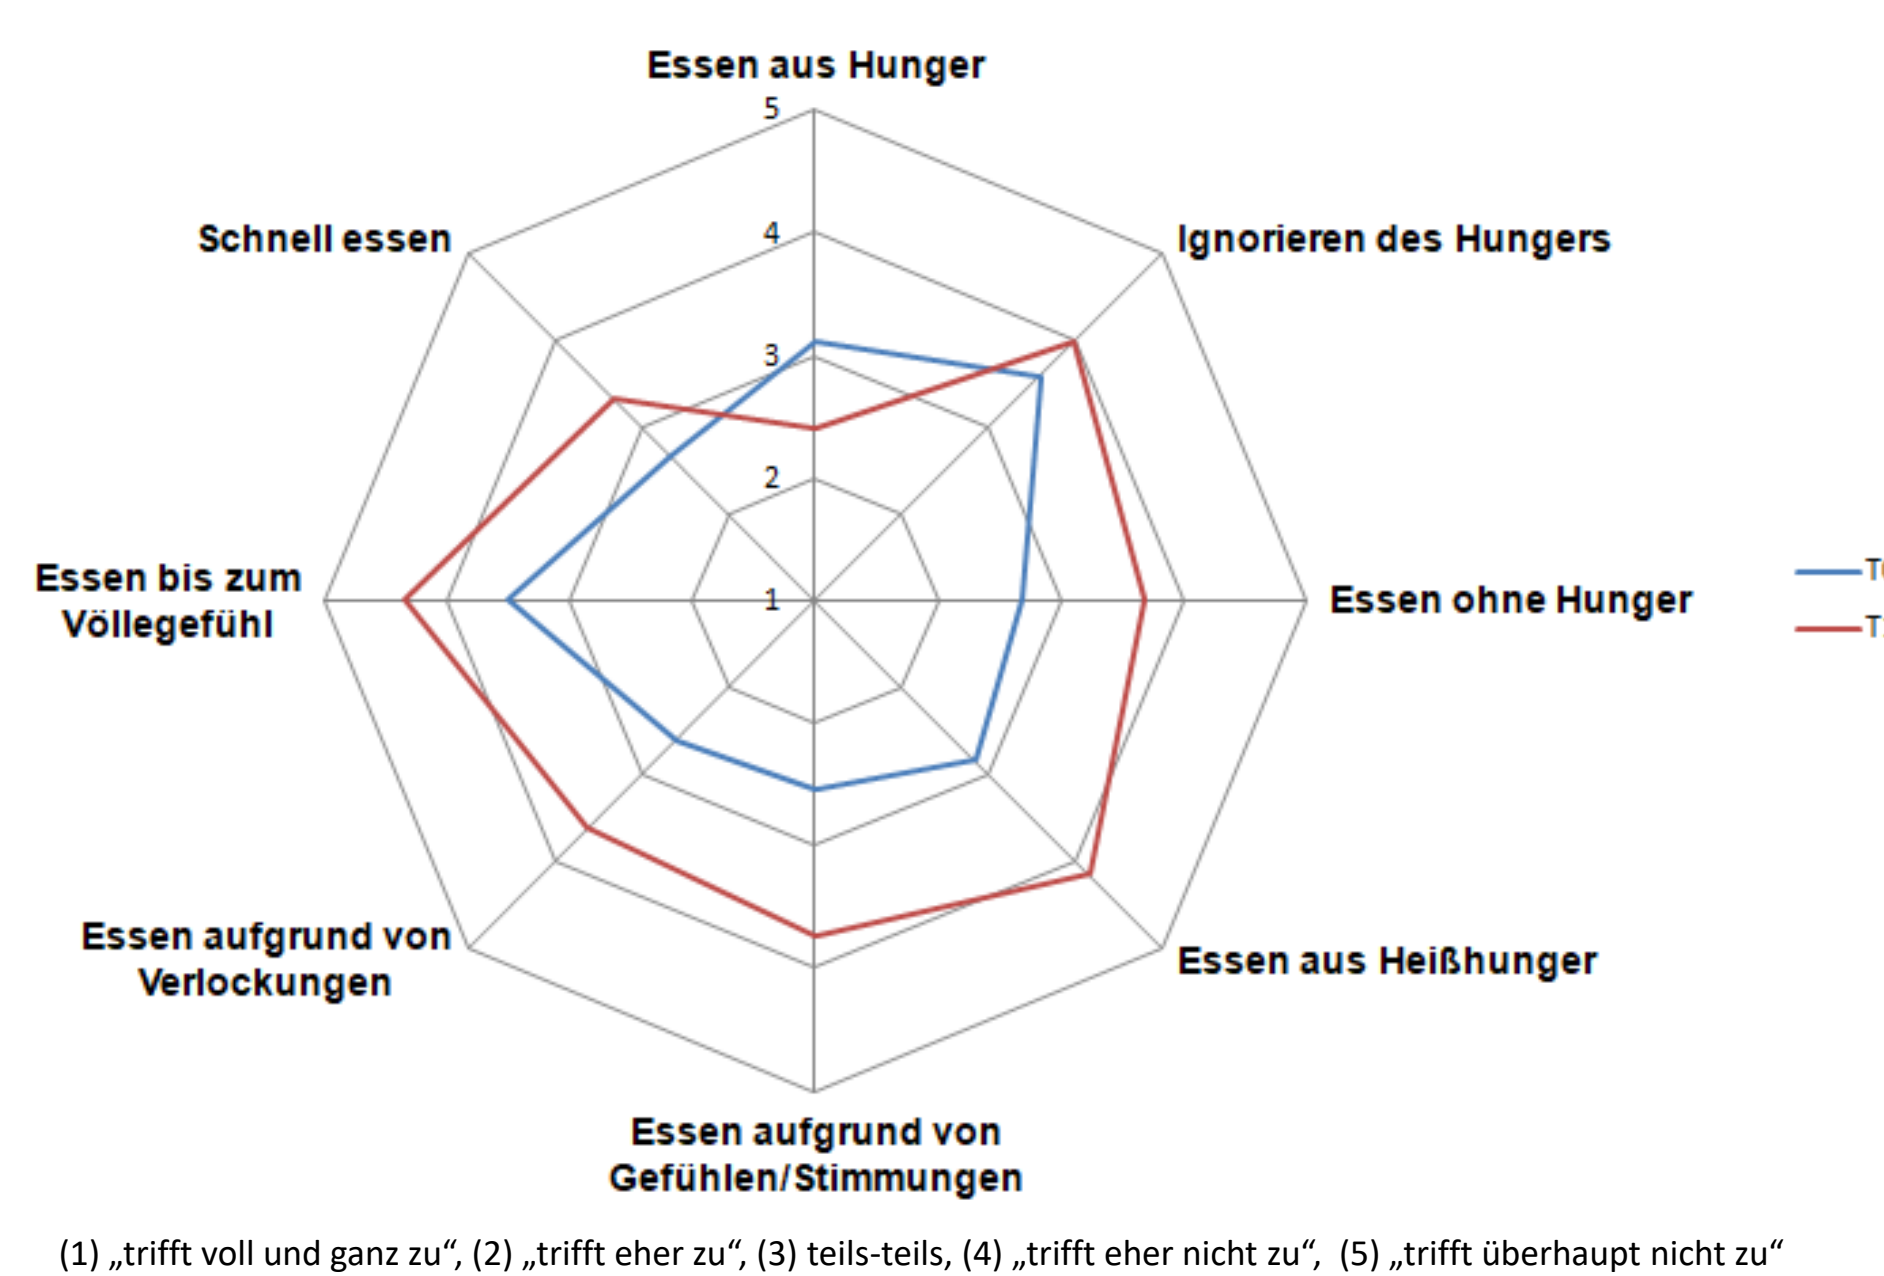 Essen aus Hunger
5
Ignorieren des Hungers
Schnell essen
4
3
2
Essen bis zum
Völlegefühl
1
Essen ohne Hunger
Essen aufgrund von
Verlockungen
Essen aus Heißhunger
Essen aufgrund von
Gefühlen/Stimmungen
(1) „trifft voll und ganz zu“, (2) „trifft eher zu“, (3) teils-teils, (4) „trifft eher nicht zu“,  (5) „trifft überhaupt nicht zu“